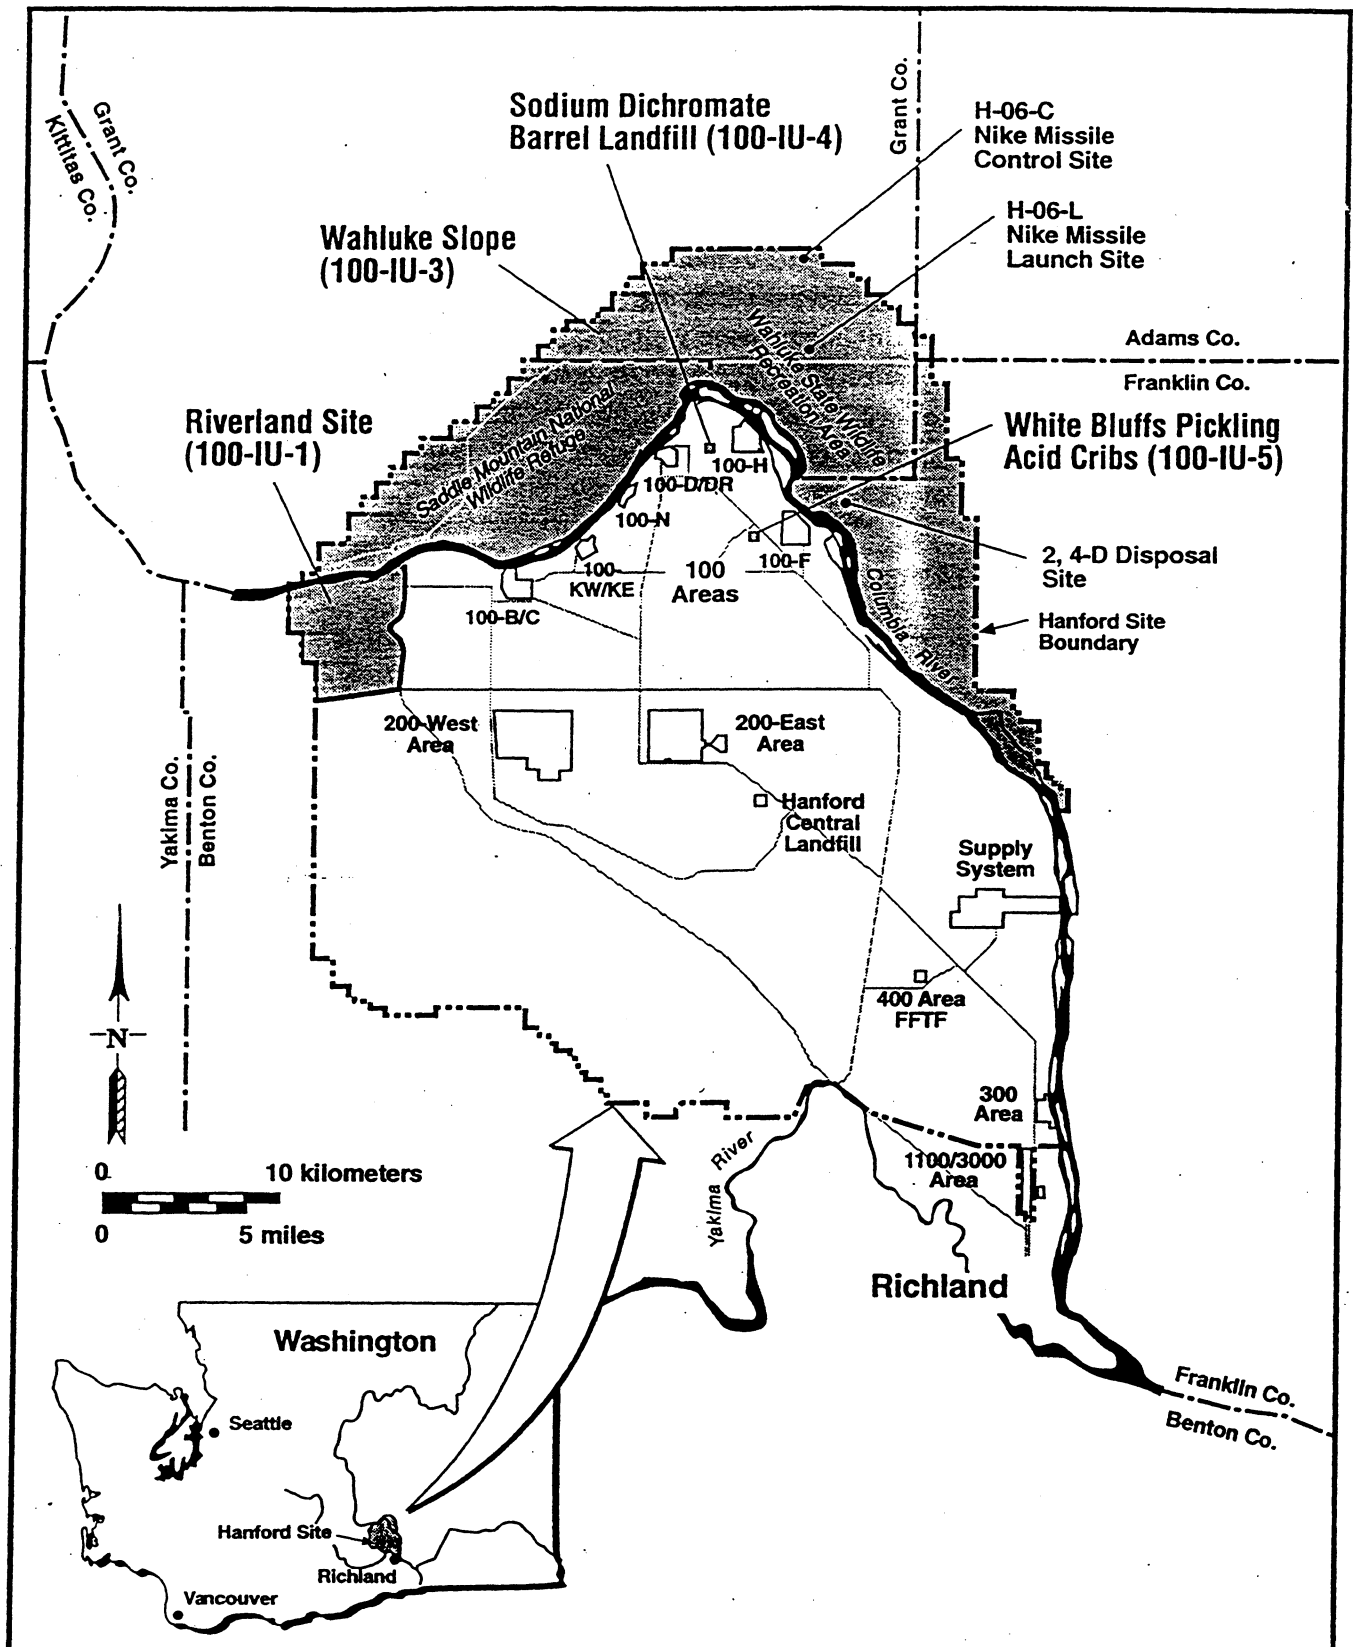 Grant Co.
Kittitas Co.
Sodium Dichromate
Barrel Landfill (100-IU-4)
Grant Co.
H-06-C
Nike Missile
Control Site
H-06-L
Nike Missile
Launch Site
Wahluke Slope
(100-IU-3)
Adams Co.
Franklin Co.
Wahluke State Wildlife
Recreation Area
Saddle Mountain National
Wildlife Refuge
Riverland Site
(100-IU-1)
White Bluffs Pickling
Acid Cribs (100-IU-5)
100-H
100-D/DR
100-N
100-F
100-
KW/KE
100
Areas
100-B/C
2, 4-D Disposal
Site
Columbia River
Hanford Site
Boundary
200-West
Area
200-East
Area
Yakima Co.
Benton Co.
Hanford
Central
Landfill
Supply
System
400 Area
FFTF
N
300
Area
1100/3000
Area
Yakima River
0 10 kilometers
0 5 miles
Richland
Washington
Seattle
Hanford Site
Richland
Vancouver
Franklin Co.
Benton Co.